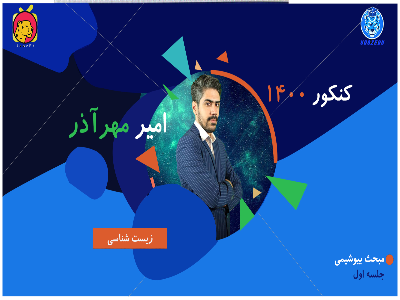 کنکور ۱۴۰۰
امیر مهرآذر
زیست شناسی
مبحث بیوشیمی
جلسه اول